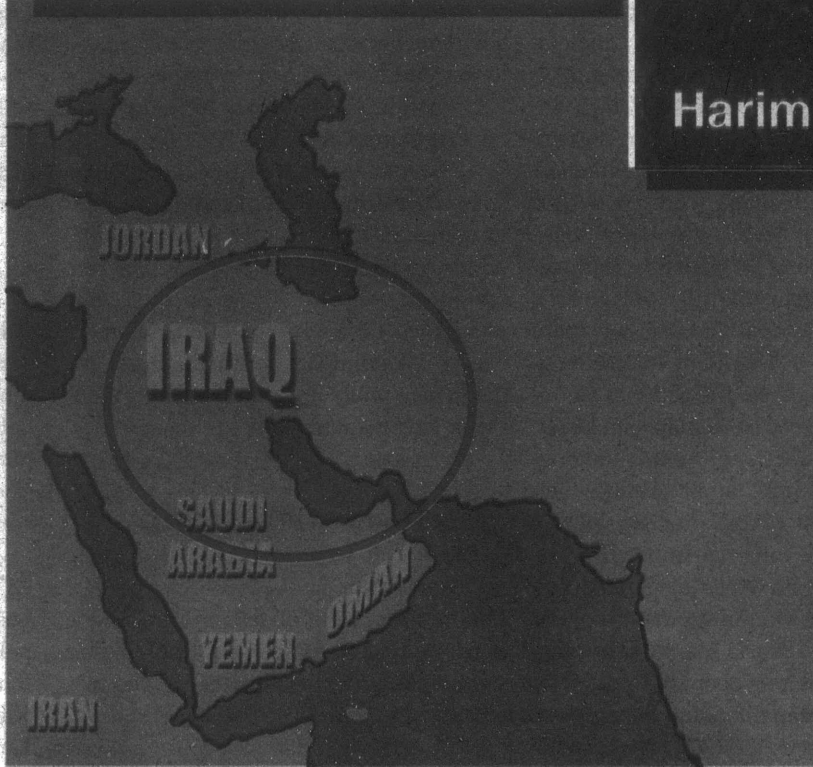 Harim
JORDAN
IRAQ
SAUDI
ARABIA
OMAN
YEMEN
IRAN